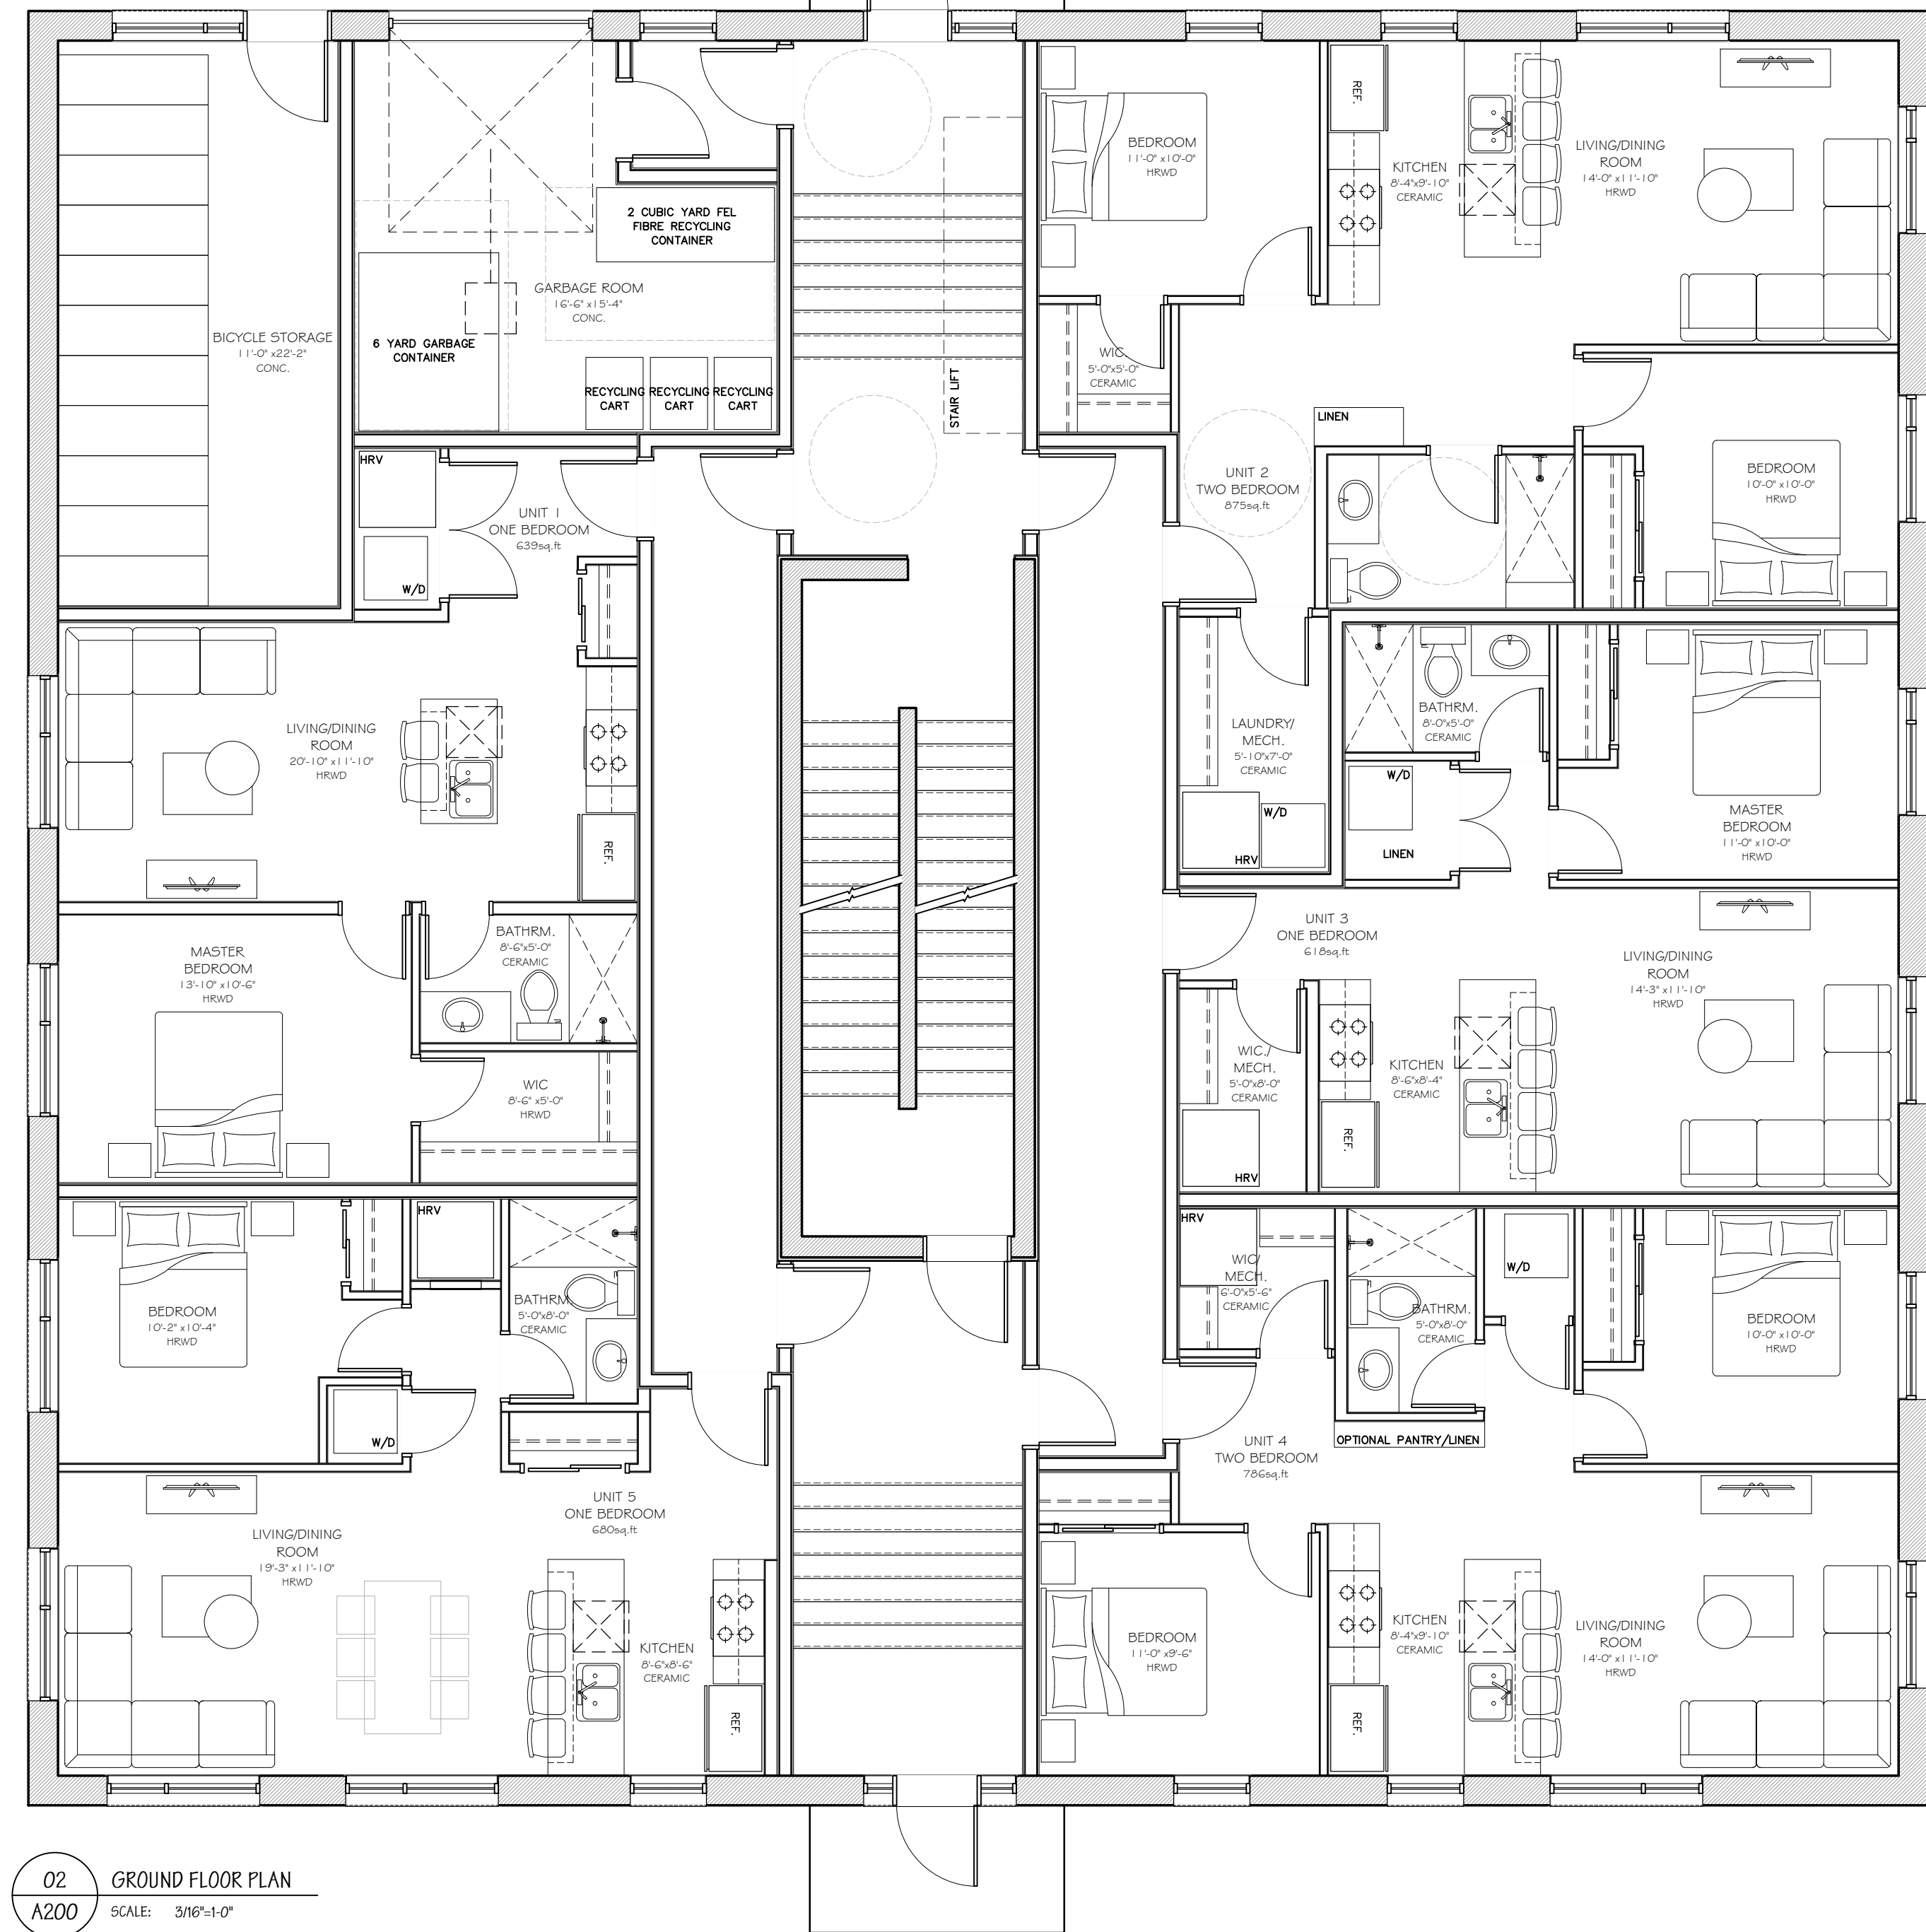 BICYCLE STORAGE
11'-0" x22'-2"
CONC.
2 CUBIC YARD FEL
FIBRE RECYCLING
CONTAINER
GARBAGE ROOM
16'-6" x15'-4"
CONC.
6 YARD GARBAGE
CONTAINER
RECYCLING
CART
RECYCLING
CART
RECYCLING
CART
STAIR LIFT
BEDROOM
11'-0" x10'-0"
HRWD
REF.
KITCHEN
8'-4"x9'-10"
CERAMIC
LIVING/DINING
ROOM
14'-0" x11'-10"
HRWD
WIC.
5'-0"x5'-0"
CERAMIC
LINEN
UNIT 2
TWO BEDROOM
875sq.ft
BEDROOM
10'-0" x10'-0"
HRWD
HRV
W/D
UNIT 1
ONE BEDROOM
639sq.ft
LIVING/DINING
ROOM
20'-10" x11'-10"
HRWD
REF.
LAUNDRY/
MECH.
5'-10"x7'-0"
CERAMIC
W/D
HRV
BATHRM.
8'-0"x5'-0"
CERAMIC
W/D
LINEN
MASTER
BEDROOM
11'-0" x10'-0"
HRWD
MASTER
BEDROOM
13'-10" x10'-6"
HRWD
BATHRM.
8'-6"x5'-0"
CERAMIC
WIC
8'-6" x5'-0"
HRWD
UNIT 3
ONE BEDROOM
618sq.ft
LIVING/DINING
ROOM
14'-3" x11'-10"
HRWD
WIC./
MECH.
5'-0"x8'-0"
CERAMIC
HRV
KITCHEN
8'-6"x8'-4"
CERAMIC
REF.
BEDROOM
10'-2" x10'-4"
HRWD
HRV
BATHRM.
5'-0"x8'-0"
CERAMIC
W/D
HRV
WIC/
MECH.
6'-0"x5'-6"
CERAMIC
BATHRM.
5'-0"x8'-0"
CERAMIC
W/D
BEDROOM
10'-0" x10'-0"
HRWD
OPTIONAL PANTRY/LINEN
UNIT 4
TWO BEDROOM
786sq.ft
UNIT 5
ONE BEDROOM
680sq.ft
LIVING/DINING
ROOM
19'-3" x11'-10"
HRWD
KITCHEN
8'-6"x8'-6"
CERAMIC
REF.
BEDROOM
11'-0" x9'-6"
HRWD
KITCHEN
8'-4"x9'-10"
CERAMIC
REF.
LIVING/DINING
ROOM
14'-0" x11'-10"
HRWD
02
A200
GROUND FLOOR PLAN
SCALE: 3/16"=1-0"